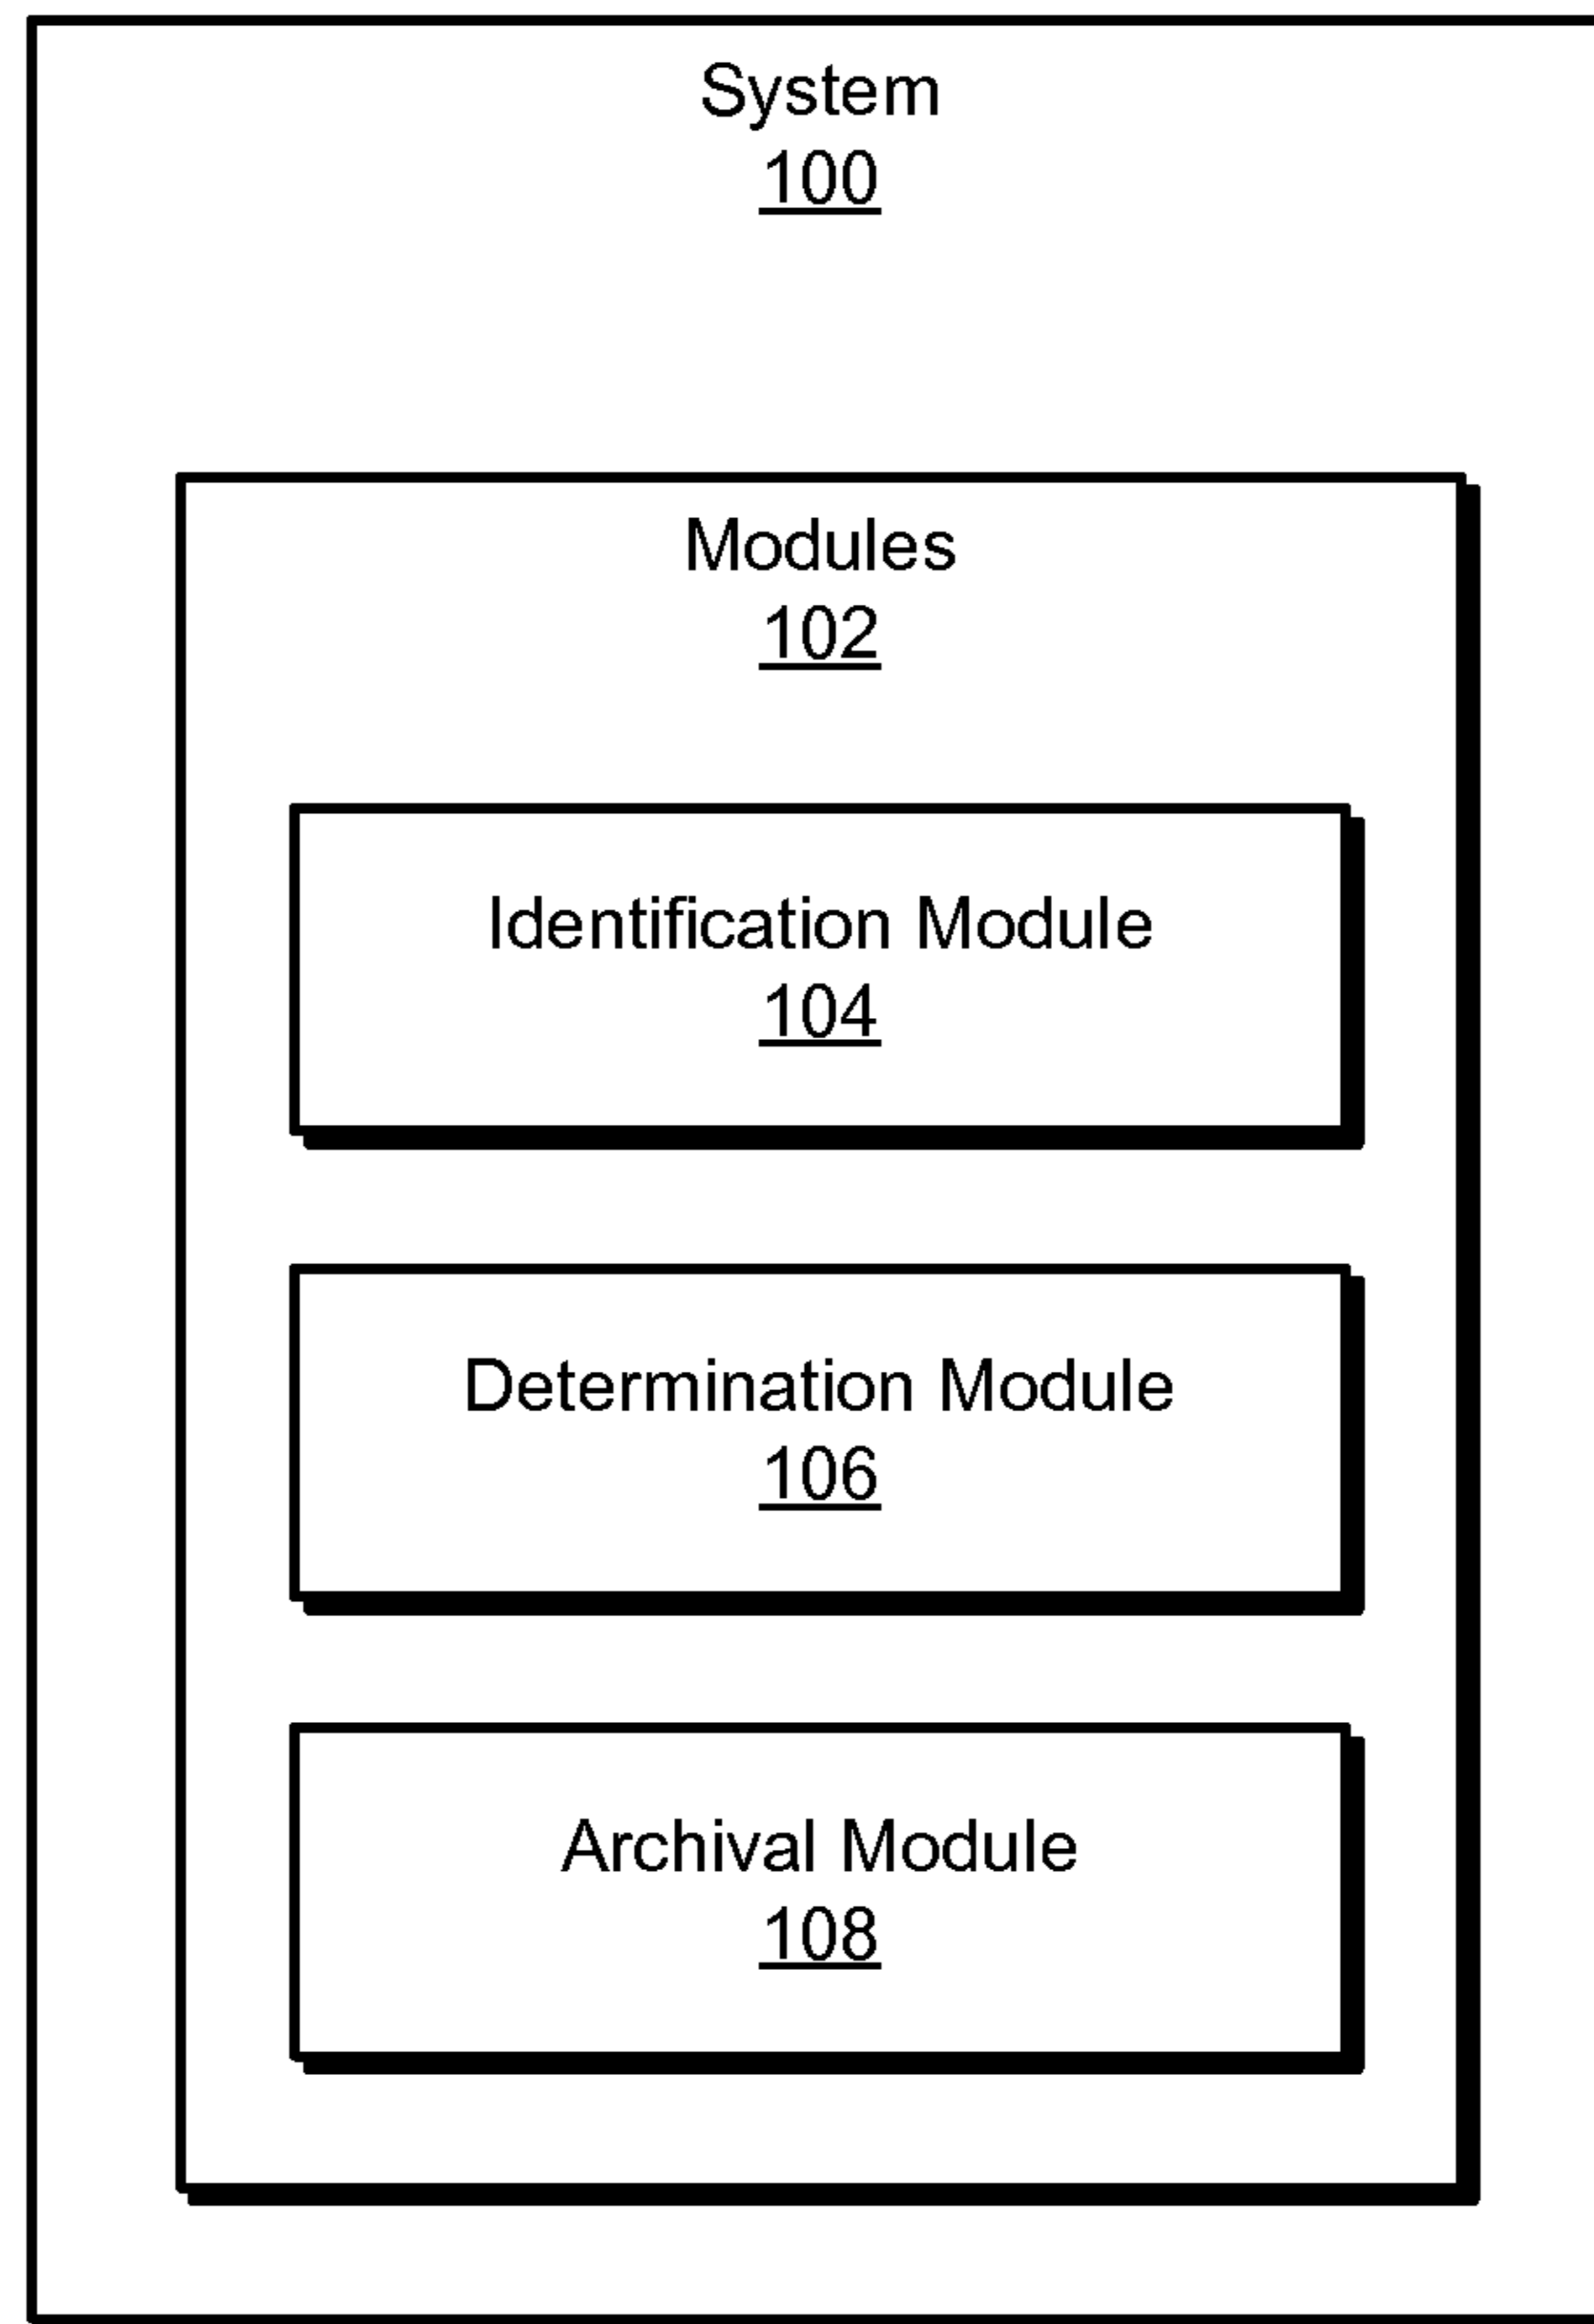 System
100
Modules
102
Identification Module
104
Determination Module
106
Archival Module
108